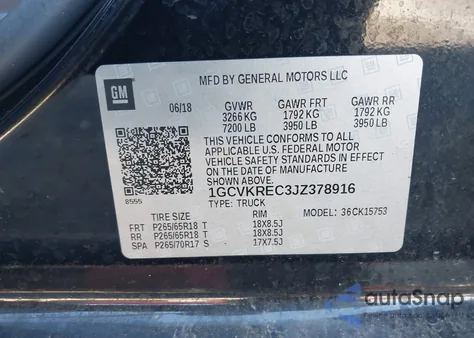 GM
MFD BY GENERAL MOTORS LLC
06/18 GVWR GAWR FRT GAWR RR
3266 KG 1792 KG 1792 KG
7200 LB 3950 LB 3950 LB
THIS VEHICLE CONFORMS TO ALL
APPLICABLE U.S. FEDERAL MOTOR
VEHICLE SAFETY STANDARDS IN EFFECT
ON THE DATE OF MANUFACTURE
SHOWN ABOVE.
1GCVKREC3JZ378916
8555
TYPE: TRUCK
TIRE SIZE RIM MODEL: 36CK15753
FRT P265/65R18 T 18X8.5J
RR P265/65R18 T 18X8.5J
SPA P265/70R17 S 17X7.5J
autoSnap